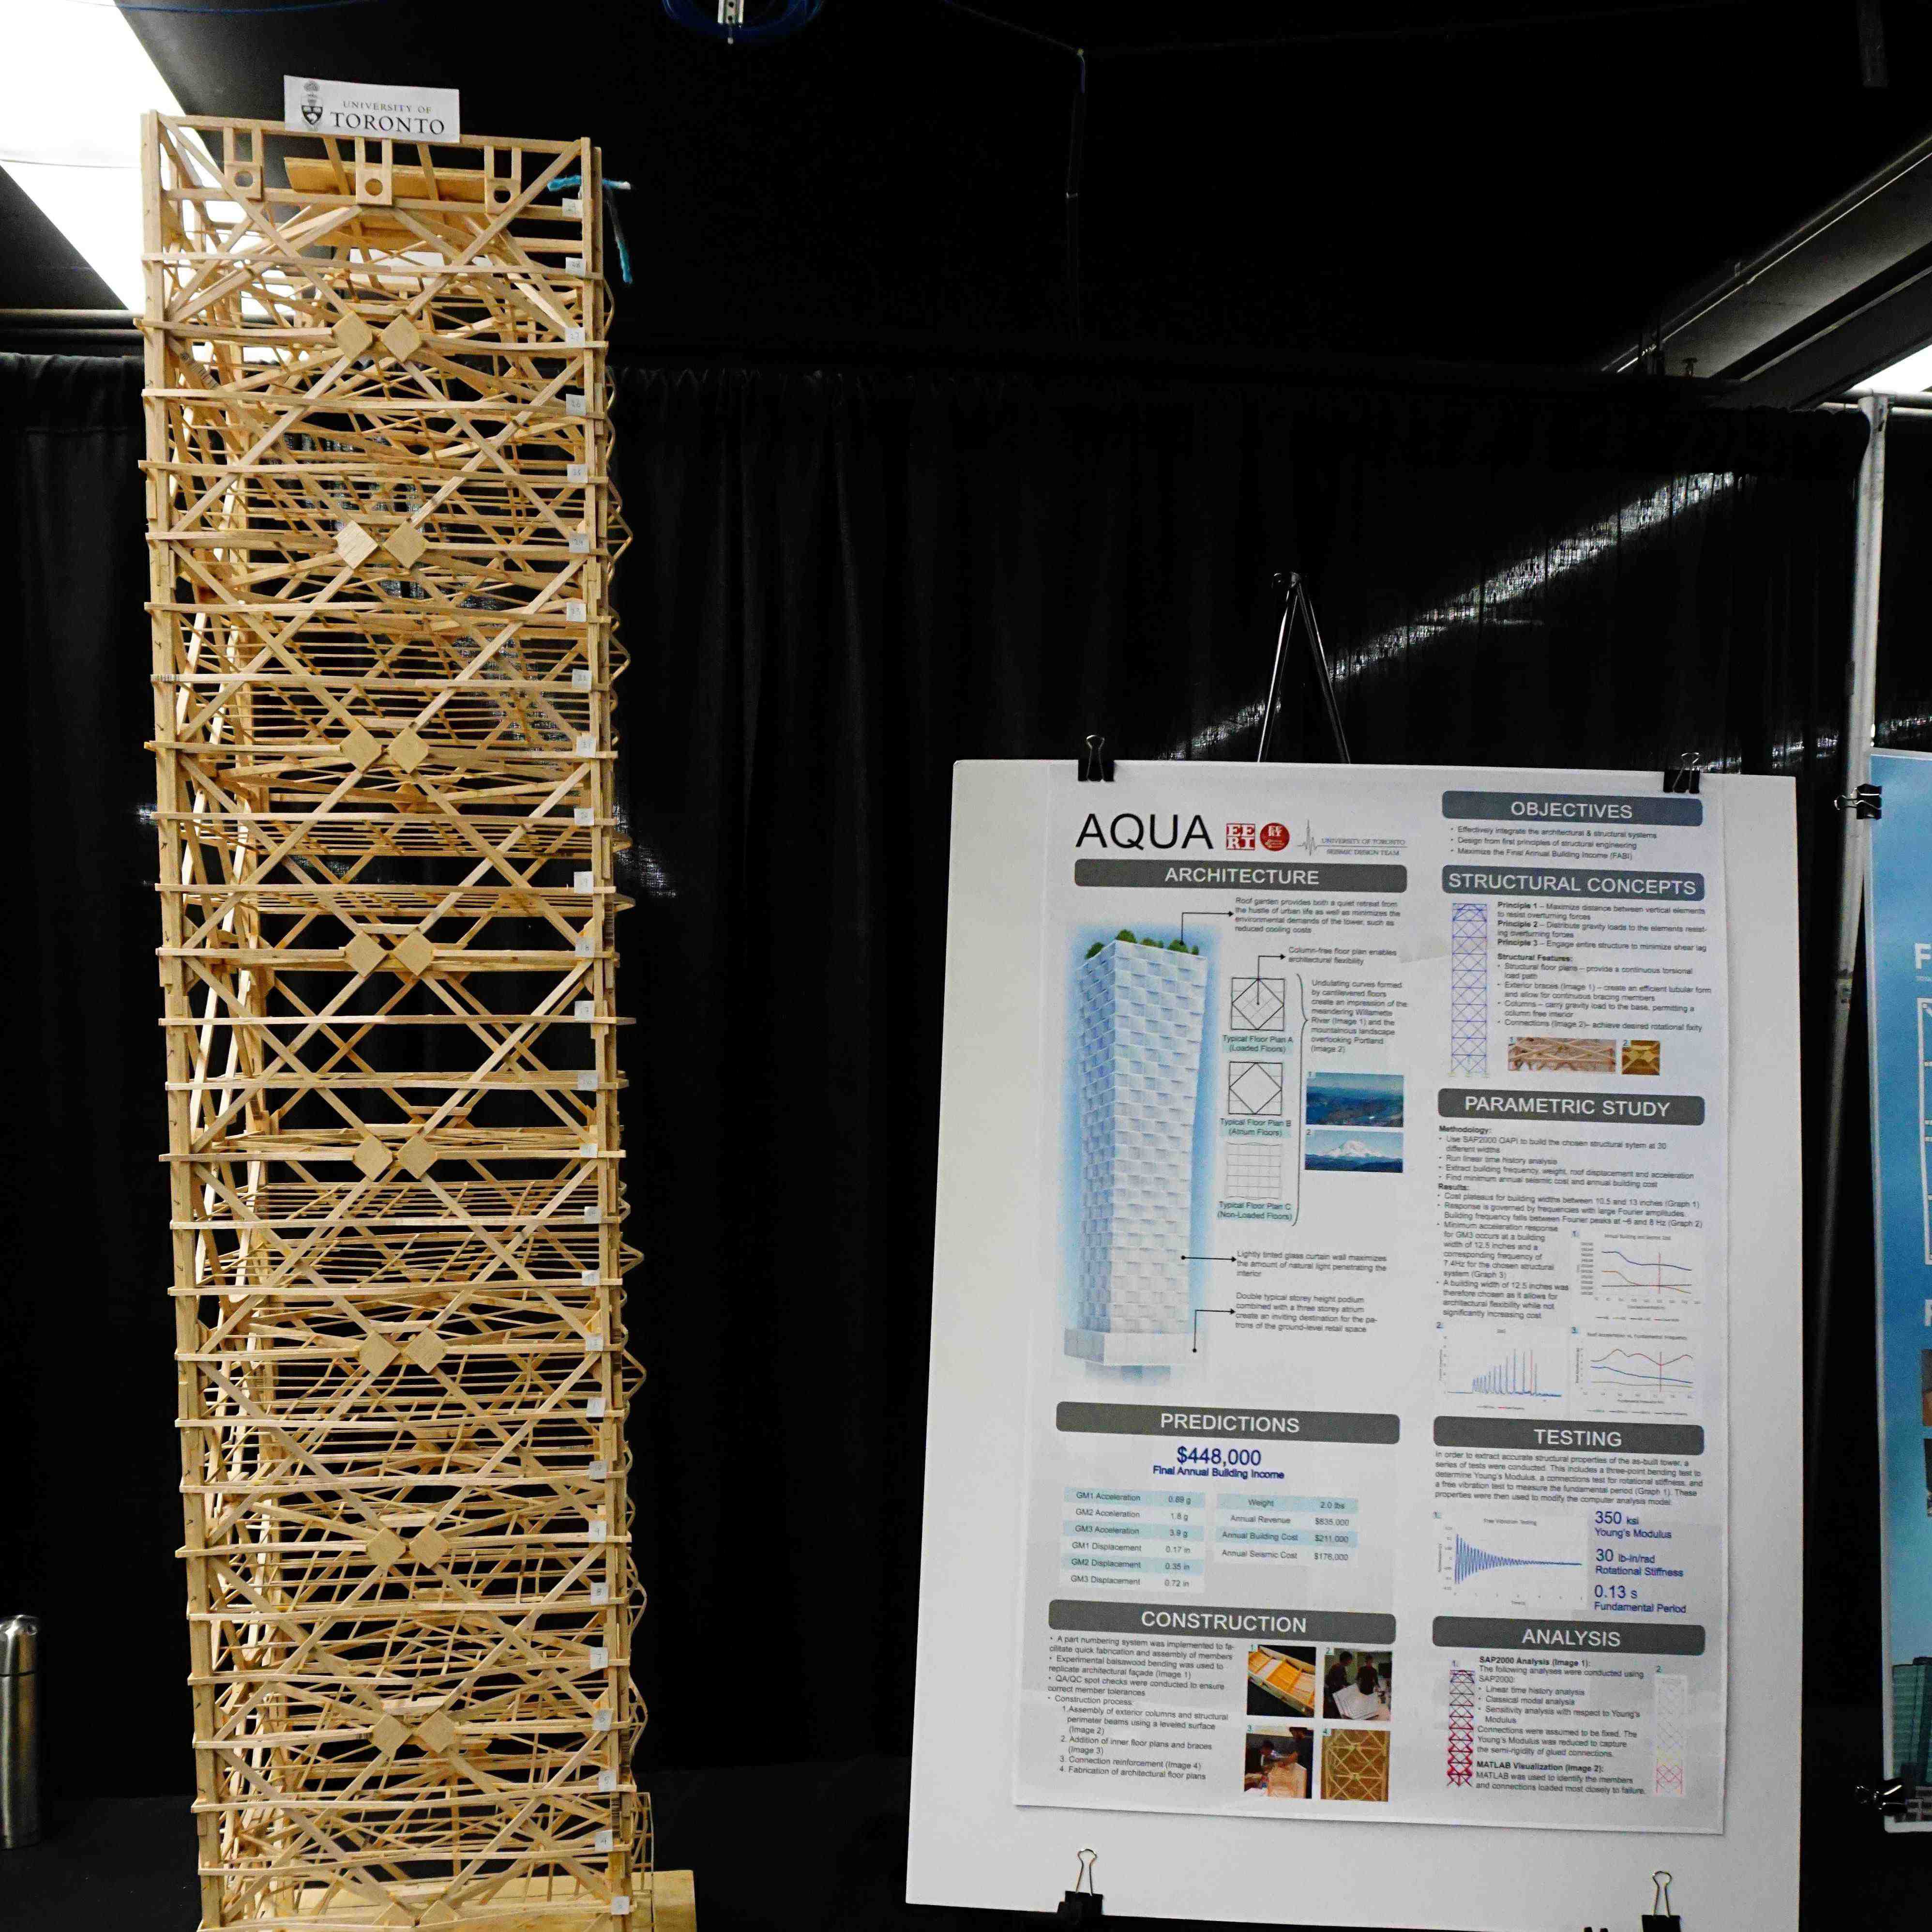 UNIVERSITY OF
TORONTO
AQUA
EE
RI
UNIVERSITY OF TORONTO
SEISMIC DESIGN TEAM
ARCHITECTURE
Roof garden provides both a quiet retreat from
the hustle of urban life as well as minimizes the
environmental demands of the tower, such as
reduced cooling costs
Column-free floor plan enables
architectural flexibility
Undulating curves formed
by cantilevered floors
create an impression of the
meandering Willamette
River (Image 1) and the
mountainous landscape
overlooking Portland
(Image 2)
Typical Floor Plan A
(Loaded Floors)
Typical Floor Plan B
(Atrium Floors)
Typical Floor Plan C
(Non-Loaded Floors)
Lightly tinted glass curtain wall maximizes
the amount of natural light penetrating the
interior
Double typical storey height podium
combined with a three storey atrium
create an inviting destination for the pa-
trons of the ground-level retail space
PREDICTIONS
$448,000
Final Annual Building Income
GM1 Acceleration 0.89 g
GM2 Acceleration 1.8 g
GM3 Acceleration 3.9 g
GM1 Displacement 0.17 in
GM2 Displacement 0.35 in
GM3 Displacement 0.72 in
Weight 2.0 lbs
Annual Revenue $835,000
Annual Building Cost $211,000
Annual Seismic Cost $176,000
CONSTRUCTION
• A part numbering system was implemented to fa-
cilitate quick fabrication and assembly of members
• Experimental balsawood bending was used to
replicate architectural façade (Image 1)
• QA/QC spot checks were conducted to ensure
correct member tolerances
• Construction process:
1. Assembly of exterior columns and structural
perimeter beams using a leveled surface
(Image 2)
2. Addition of inner floor plans and braces
(Image 3)
3. Connection reinforcement (Image 4)
4. Fabrication of architectural floor plans
OBJECTIVES
• Effectively integrate the architectural & structural systems
• Design from first principles of structural engineering
• Maximize the Final Annual Building Income (FABI)
STRUCTURAL CONCEPTS
Principle 1 – Maximize distance between vertical elements
to resist overturning forces
Principle 2 – Distribute gravity loads to the elements resist-
ing overturning forces
Principle 3 – Engage entire structure to minimize shear lag
Structural Features:
• Structural floor plans – provide a continuous torsional
load path
• Exterior braces (Image 1) – create an efficient tubular form
and allow for continuous bracing members
• Columns – carry gravity load to the base, permitting a
column free interior
• Connections (Image 2)– achieve desired rotational fixity
PARAMETRIC STUDY
Methodology:
• Use SAP2000 OAPI to build the chosen structural sytem at 30
different widths
• Run linear time history analysis
• Extract building frequency, weight, roof displacement and acceleration
• Find minimum annual seismic cost and annual building cost
Results:
• Cost plateaus for building widths between 10.5 and 13 inches (Graph 1)
• Response is governed by frequencies with large Fourier amplitudes.
Building frequency falls between Fourier peaks at ~6 and 8 Hz (Graph 2)
• Minimum acceleration response
for GM3 occurs at a building
width of 12.5 inches and a
corresponding frequency of
7.4Hz for the chosen structural
system (Graph 3)
• A building width of 12.5 inches was
therefore chosen as it allows for
architectural flexibility while not
significantly increasing cost
TESTING
In order to extract accurate structural properties of the as-built tower, a
series of tests were conducted. This includes a three-point bending test to
determine Young's Modulus, a connections test for rotational stiffness, and
a free vibration test to measure the fundamental period (Graph 1). These
properties were then used to modify the computer analysis model.
Free Vibration Testing
350 ksi
Young's Modulus
30 lb-in/rad
Rotational Stiffness
0.13 s
Fundamental Period
ANALYSIS
SAP2000 Analysis (Image 1):
The following analyses were conducted using
SAP2000:
• Linear time history analysis
• Classical modal analysis
• Sensitivity analysis with respect to Young's
Modulus
Connections were assumed to be fixed. The
Young's Modulus was reduced to capture
the semi-rigidity of glued connections.
MATLAB Visualization (Image 2):
MATLAB was used to identify the members
and connections loaded most closely to failure.